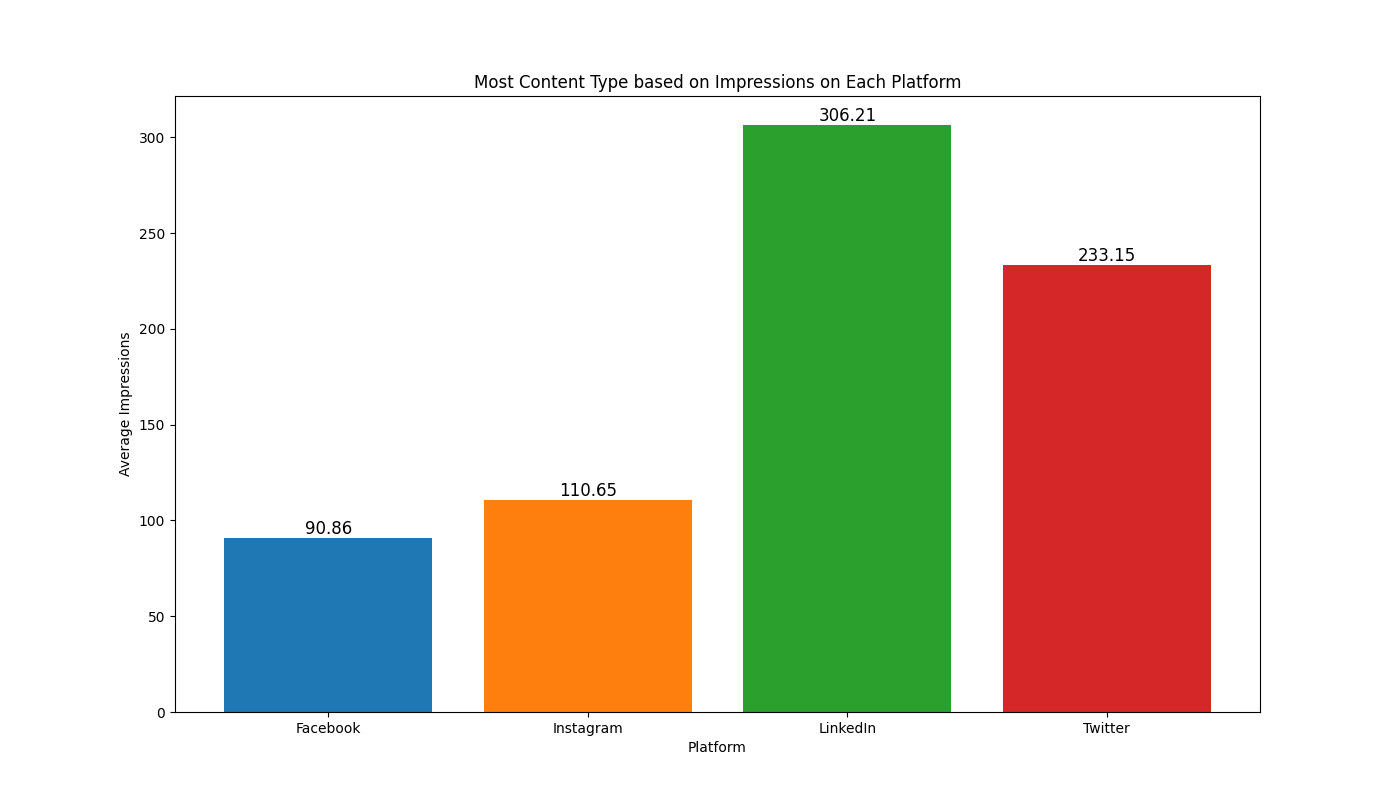 Most Content Type based on Impressions on Each Platform
306.21
300
250
233.15
200
Average Impressions
150
110.65
100
90.86
50
0
Facebook Instagram LinkedIn Twitter
Platform